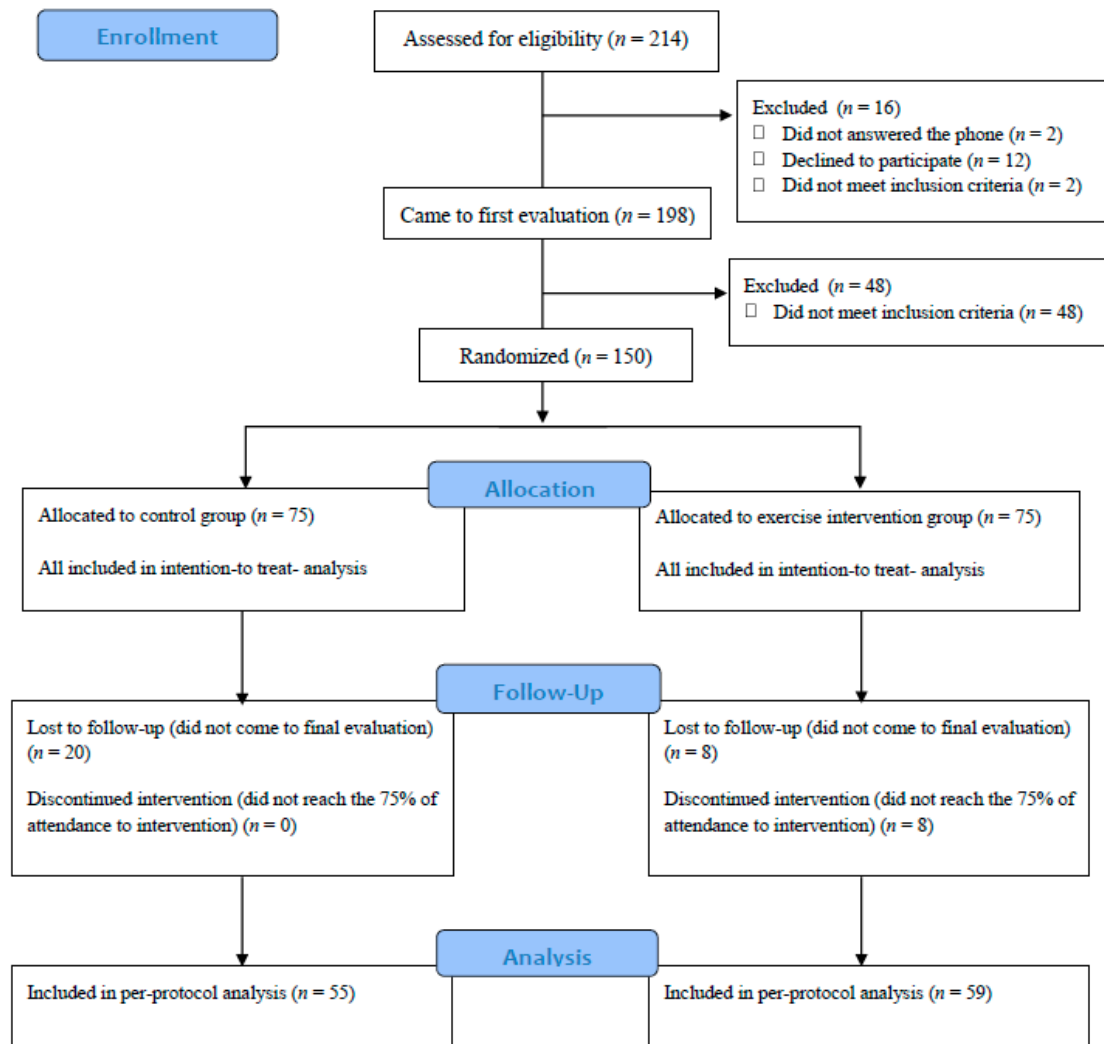 Enrollment
Assessed for eligibility (n = 214)
Excluded (n = 16)
Did not answered the phone (n = 2)
Declined to participate (n = 12)
Did not meet inclusion criteria (n = 2)
Came to first evaluation (n = 198)
Excluded (n = 48)
Did not meet inclusion criteria (n = 48)
Randomized (n = 150)
Allocation
Allocated to control group (n = 75)
All included in intention-to treat- analysis
Allocated to exercise intervention group (n = 75)
All included in intention-to treat- analysis
Follow-Up
Lost to follow-up (did not come to final evaluation)
(n = 20)
Discontinued intervention (did not reach the 75% of
attendance to intervention) (n = 0)
Lost to follow-up (did not come to final evaluation)
(n = 8)
Discontinued intervention (did not reach the 75% of
attendance to intervention) (n = 8)
Analysis
Included in per-protocol analysis (n = 55)
Included in per-protocol analysis (n = 59)